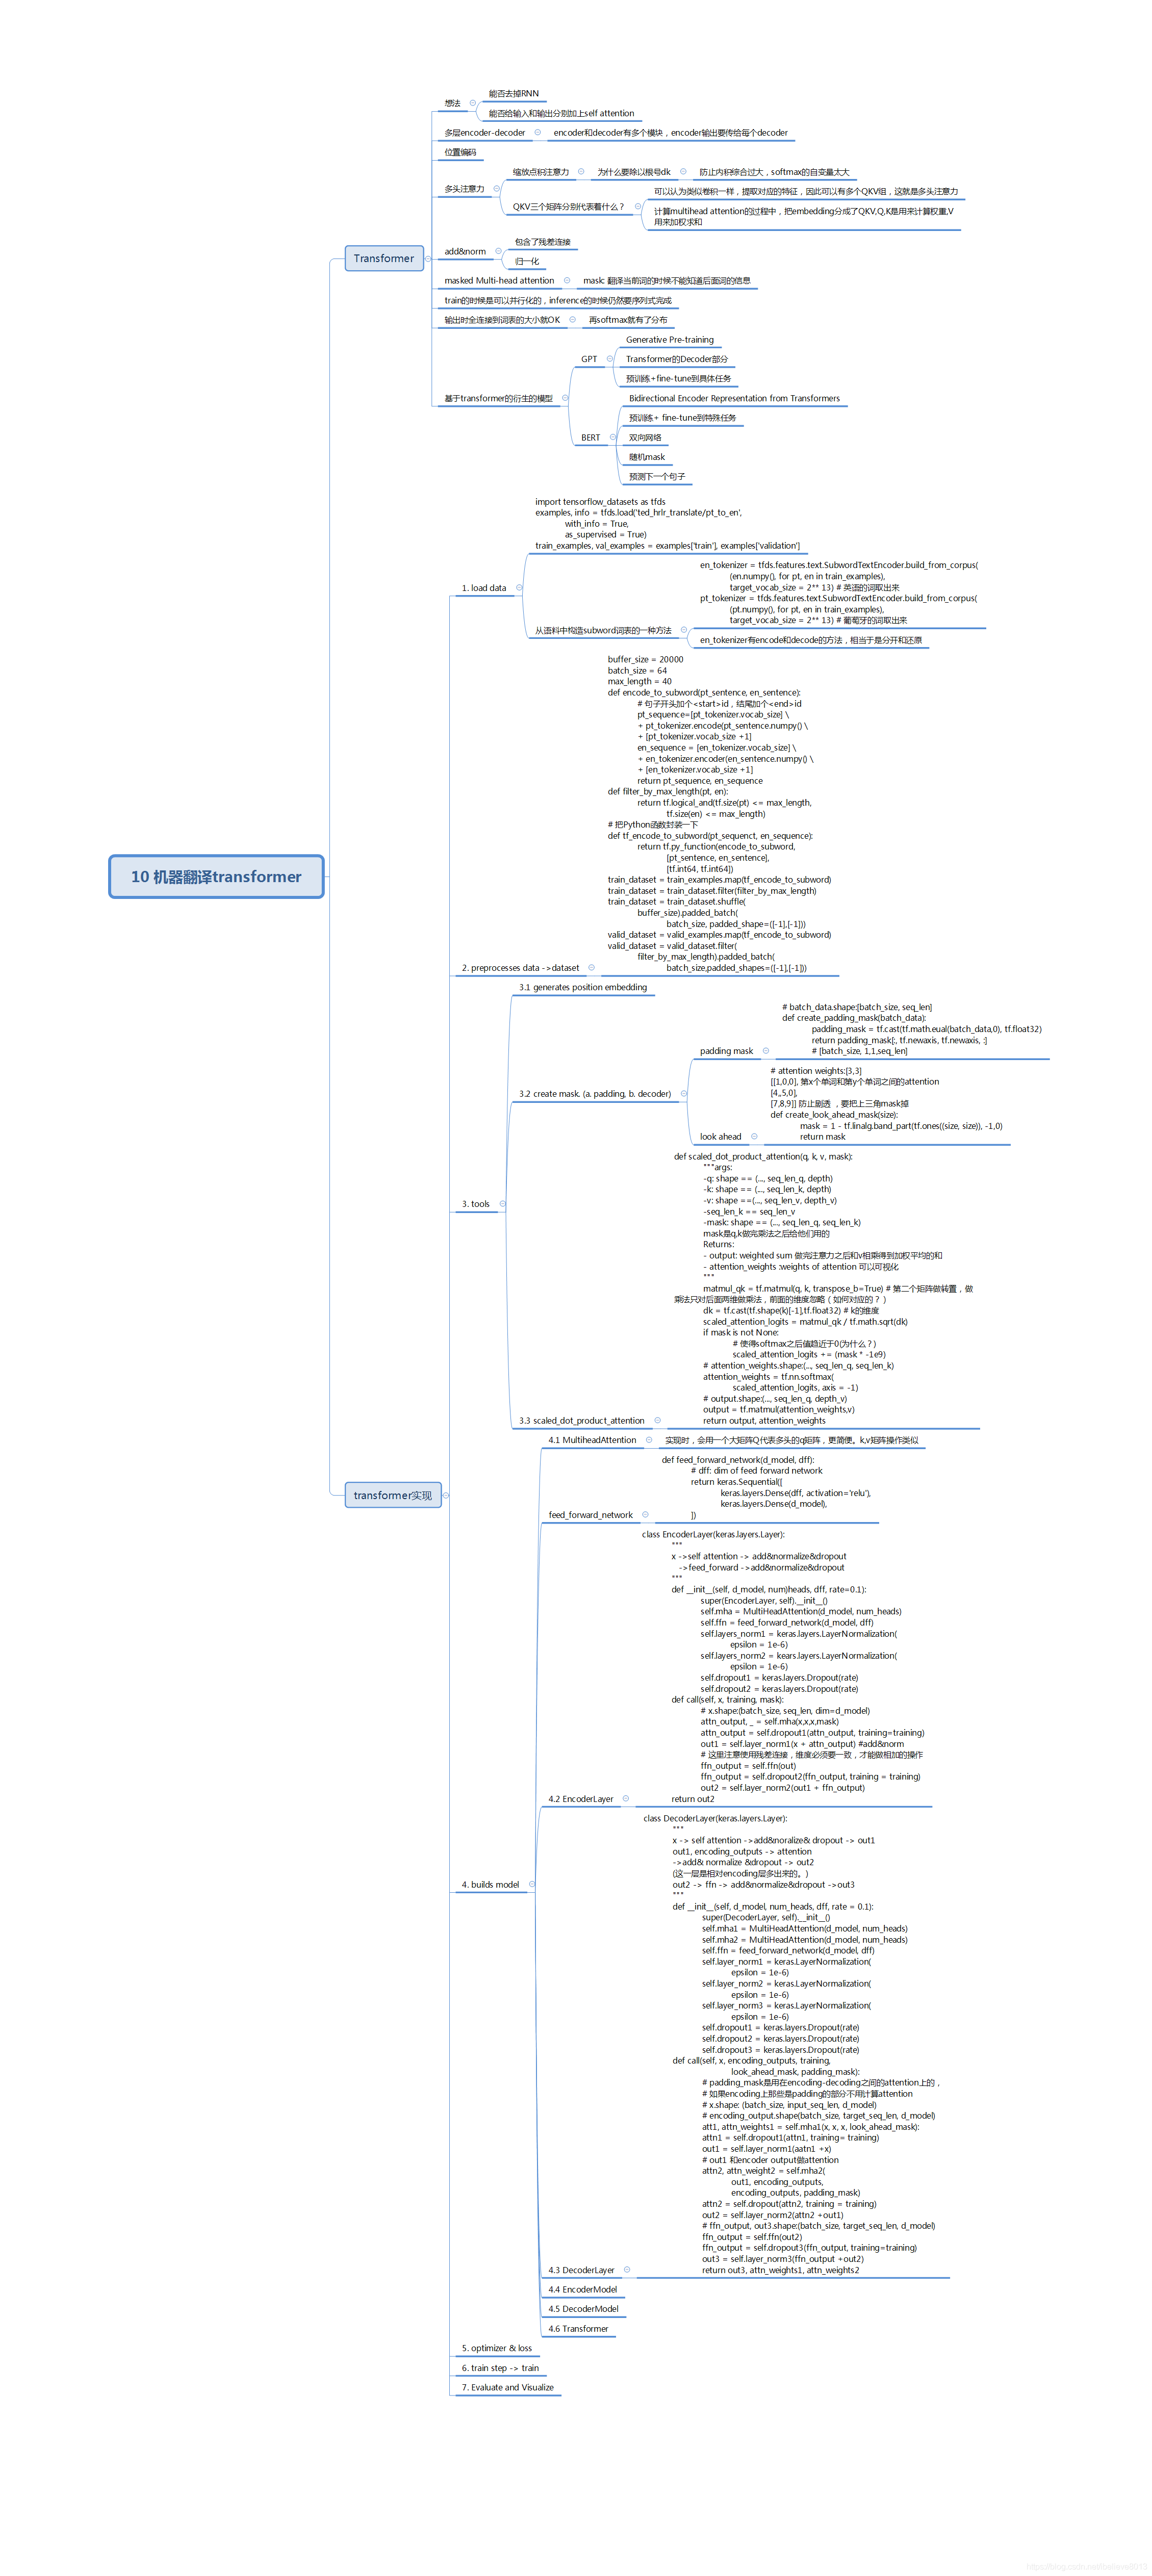 10 机器翻译transformer
Transformer
想法
能否去掉RNN
能否给输入和输出分别加上self attention
多层encoder-decoder
encoder和decoder有多个模块，encoder输出要传给每个decoder
位置编码
多头注意力
缩放点积注意力
为什么要除以根号dk
防止内积综合过大，softmax的自变量太大
QKV三个矩阵分别代表着什么？
可以认为类似卷积一样，提取对应的特征，因此可以有多个QKV组，这就是多头注意力
计算multihead attention的过程中，把embedding分成了QKV,Q,K是用来计算权重,V
用来加权求和
add&norm
包含了残差连接
归一化
masked Multi-head attention
mask: 翻译当前词的时候不能知道后面词的信息
train的时候是可以并行化的，inference的时候仍然要序列式完成
输出时全连接到词表的大小就OK
再softmax就有了分布
基于transformer的衍生的模型
GPT
Generative Pre-training
Transformer的Decoder部分
预训练+fine-tune到具体任务
BERT
Bidirectional Encoder Representation from Transformers
预训练+ fine-tune到特殊任务
双向网络
随机mask
预测下一个句子
transformer实现
1. load data
import tensorflow_datasets as tfds
examples, info = tfds.load('ted_hrlr_translate/pt_to_en',
with_info = True,
as_supervised = True)
train_examples, val_examples = examples['train'], examples['validation']
从语料中构造subword词表的一种方法
en_tokenizer = tfds.features.text.SubwordTextEncoder.build_from_corpus(
(en.numpy(), for pt, en in train_examples),
target_vocab_size = 2** 13) # 英语的词取出来
pt_tokenizer = tfds.features.text.SubwordTextEncoder.build_from_corpus(
(pt.numpy(), for pt, en in train_examples),
target_vocab_size = 2** 13) # 葡萄牙的词取出来
en_tokenizer有encode和decode的方法，相当于是分开和还原
2. preprocesses data ->dataset
buffer_size = 20000
batch_size = 64
max_length = 40
def encode_to_subword(pt_sentence, en_sentence):
# 句子开头加个<start>id，结尾加个<end>id
pt_sequence=[pt_tokenizer.vocab_size] \
+ pt_tokenizer.encode(pt_sentence.numpy() \
+ [pt_tokenizer.vocab_size +1]
en_sequence = [en_tokenizer.vocab_size] \
+ en_tokenizer.encoder(en_sentence.numpy() \
+ [en_tokenizer.vocab_size +1]
return pt_sequence, en_sequence
def filter_by_max_length(pt, en):
return tf.logical_and(tf.size(pt) <= max_length,
tf.size(en) <= max_length)
# 把Python函数封装一下
def tf_encode_to_subword(pt_sequenct, en_sequence):
return tf.py_function(encode_to_subword,
[pt_sentence, en_sentence],
[tf.int64, tf.int64])
train_dataset = train_examples.map(tf_encode_to_subword)
train_dataset = train_dataset.filter(filter_by_max_length)
train_dataset = train_dataset.shuffle(
buffer_size).padded_batch(
batch_size, padded_shape=([-1],[-1]))
valid_dataset = valid_examples.map(tf_encode_to_subword)
valid_dataset = valid_dataset.filter(
filter_by_max_length).padded_batch(
batch_size,padded_shapes=([-1],[-1]))
3. tools
3.1 generates position embedding
3.2 create mask. (a. padding, b. decoder)
padding mask
# batch_data.shape:[batch_size, seq_len]
def create_padding_mask(batch_data):
padding_mask = tf.cast(tf.math.eual(batch_data,0), tf.float32)
return padding_mask[:, tf.newaxis, tf.newaxis, :]
# [batch_size, 1,1,seq_len]
look ahead
# attention weights:[3,3]
[[1,0,0], 第x个单词和第y个单词之间的attention
[4,,5,0],
[7,8,9]] 防止剧透 ，要把上三角mask掉
def create_look_ahead_mask(size):
mask = 1 - tf.linalg.band_part(tf.ones((size, size)), -1,0)
return mask
3.3 scaled_dot_product_attention
def scaled_dot_product_attention(q, k, v, mask):
"""args:
-q: shape == (..., seq_len_q, depth)
-k: shape == (..., seq_len_k, depth)
-v: shape ==(..., seq_len_v, depth_v)
-seq_len_k == seq_len_v
-mask: shape == (..., seq_len_q, seq_len_k)
mask是q,k做完乘法之后给他们用的
Returns:
- output: weighted sum 做完注意力之后和v相乘得到加权平均的和
- attention_weights :weights of attention 可以可视化
"""
matmul_qk = tf.matmul(q, k, transpose_b=True) # 第二个矩阵做转置，做
乘法只对后面两维做乘法，前面的维度忽略（如何对应的？）
dk = tf.cast(tf.shape(k)[-1],tf.float32) # k的维度
scaled_attention_logits = matmul_qk / tf.math.sqrt(dk)
if mask is not None:
# 使得softmax之后值趋近于0(为什么？)
scaled_attention_logits += (mask * -1e9)
# attention_weights.shape:(..., seq_len_q, seq_len_k)
attention_weights = tf.nn.softmax(
scaled_attention_logits, axis = -1)
# output.shape:(..., seq_len_q, depth_v)
output = tf.matmul(attention_weights,v)
return output, attention_weights
4. builds model
4.1 MultiheadAttention
实现时，会用一个大矩阵Q代表多头的q矩阵，更简便。k,v矩阵操作类似
feed_forward_network
def feed_forward_network(d_model, dff):
# dff: dim of feed forward network
return keras.Sequential([
keras.layers.Dense(dff, activation='relu'),
keras.layers.Dense(d_model),
])
4.2 EncoderLayer
class EncoderLayer(keras.layers.Layer):
"""
x ->self attention -> add&normalize&dropout
->feed_forward ->add&normalize&dropout
"""
def __init__(self, d_model, num)heads, dff, rate=0.1):
super(EncoderLayer, self).__init__()
self.mha = MultiHeadAttention(d_model, num_heads)
self.ffn = feed_forward_network(d_model, dff)
self.layers_norm1 = keras.layers.LayerNormalization(
epsilon = 1e-6)
self.layers_norm2 = kears.layers.LayerNormalization(
epsilon = 1e-6)
self.dropout1 = keras.layers.Dropout(rate)
self.dropout2 = keras.layers.Dropout(rate)
def call(self, x, training, mask):
# x.shape:(batch_size, seq_len, dim=d_model)
attn_output, _ = self.mha(x,x,x,mask)
attn_output = self.dropout1(attn_output, training=training)
out1 = self.layer_norm1(x + attn_output) #add&norm
# 这里注意使用残差连接，维度必须要一致，才能做相加的操作
ffn_output = self.ffn(out)
ffn_output = self.dropout2(ffn_output, training = training)
out2 = self.layer_norm2(out1 + ffn_output)
return out2
4.3 DecoderLayer
class DecoderLayer(keras.layers.Layer):
"""
x -> self attention ->add&noralize& dropout -> out1
out1, encoding_outputs -> attention
->add& normalize &dropout -> out2
(这一层是相对encoding层多出来的。)
out2 -> ffn -> add&normalize&dropout ->out3
"""
def __init__(self, d_model, num_heads, dff, rate = 0.1):
super(DecoderLayer, self).__init__()
self.mha1 = MultiHeadAttention(d_model, num_heads)
self.mha2 = MultiHeadAttention(d_model, num_heads)
self.ffn = feed_forward_network(d_model, dff)
self.layer_norm1 = keras.LayerNormalization(
epsilon = 1e-6)
self.layer_norm2 = keras.LayerNormalization(
epsilon = 1e-6)
self.layer_norm3 = keras.LayerNormalization(
epsilon = 1e-6)
self.dropout1 = keras.layers.Dropout(rate)
self.dropout2 = keras.layers.Dropout(rate)
self.dropout3 = keras.layers.Dropout(rate)
def call(self, x, encoding_outputs, training,
look_ahead_mask, padding_mask):
# padding_mask是用在encoding-decoding之间的attention上的，
# 如果encoding上那些是padding的部分不用计算attention
# x.shape: (batch_size, input_seq_len, d_model)
# encoding_output.shape(batch_size, target_seq_len, d_model)
att1, attn_weights1 = self.mha1(x, x, x, look_ahead_mask):
attn1 = self.dropout1(attn1, training= training)
out1 = self.layer_norm1(aatn1 +x)
# out1 和encoder output做attention
attn2, attn_weight2 = self.mha2(
out1, encoding_outputs,
encoding_outputs, padding_mask)
attn2 = self.dropout(attn2, training = training)
out2 = self.layer_norm2(attn2 +out1)
# ffn_output, out3.shape:(batch_size, target_seq_len, d_model)
ffn_output = self.ffn(out2)
ffn_output = self.dropout3(ffn_output, training=training)
out3 = self.layer_norm3(ffn_output +out2)
return out3, attn_weights1, attn_weights2
4.4 EncoderModel
4.5 DecoderModel
4.6 Transformer
5. optimizer & loss
6. train step -> train
7. Evaluate and Visualize